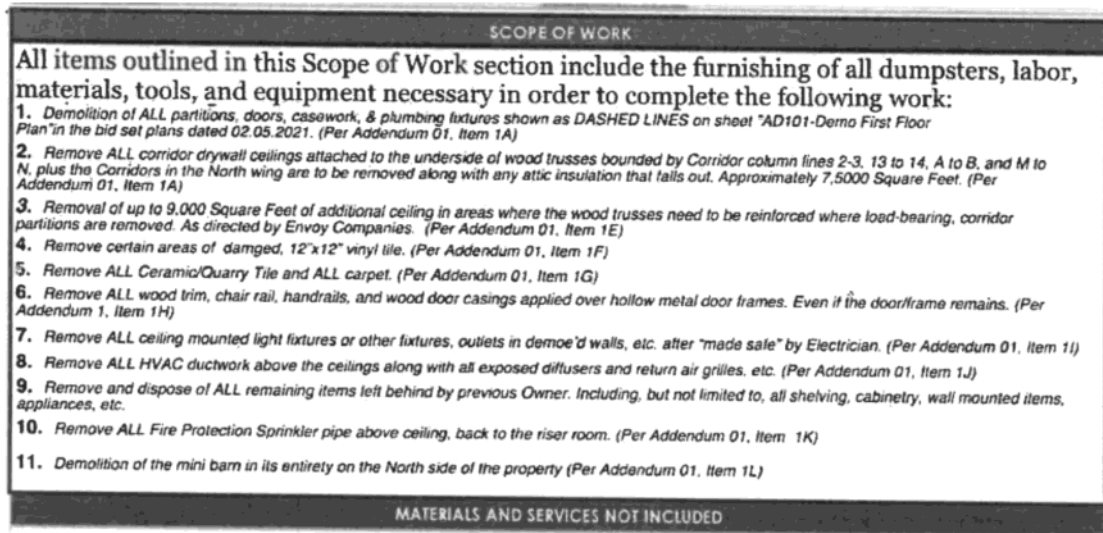 SCOPE OF WORK
All items outlined in this Scope of Work section include the furnishing of all dumpsters, labor,
materials, tools, and equipment necessary in order to complete the following work:
1. Demolition of ALL partitions, doors, casework, & plumbing fixtures shown as DASHED LINES on sheet "AD101-Demo First Floor
Plan"in the bid set plans dated 02.05.2021. (Per Addendum 01, Item 1A)
2. Remove ALL corridor drywall ceilings attached to the underside of wood trusses bounded by Corridor column lines 2-3, 13 to 14, A to B, and M to
N, plus the Corridors in the North wing are to be removed along with any attic insulation that falls out. Approximately 7,5000 Square Feet. (Per
Addendum 01, Item 1A)
3. Removal of up to 9,000 Square Feet of additional ceiling in areas where the wood trusses need to be reinforced where load-bearing, corridor
partitions are removed. As directed by Envoy Companies. (Per Addendum 01, Item 1E)
4. Remove certain areas of damged, 12"x12" vinyl tile. (Per Addendum 01, Item 1F)
5. Remove ALL Ceramic/Quarry Tile and ALL carpet. (Per Addendum 01, Item 1G)
6. Remove ALL wood trim, chair rail, handrails, and wood door casings applied over hollow metal door frames. Even if the door/frame remains. (Per
Addendum 1, Item 1H)
7. Remove ALL ceiling mounted light fixtures or other fixtures, outlets in demoe'd walls, etc. after "made safe" by Electrician. (Per Addendum 01, Item 1I)
8. Remove ALL HVAC ductwork above the ceilings along with all exposed diffusers and return air grilles, etc. (Per Addendum 01, Item 1J)
9. Remove and dispose of ALL remaining items left behind by previous Owner. Including, but not limited to, all shelving, cabinetry, wall mounted items,
appliances, etc.
10. Remove ALL Fire Protection Sprinkler pipe above ceiling, back to the riser room. (Per Addendum 01, Item 1K)
11. Demolition of the mini barn in its entirety on the North side of the property (Per Addendum 01, Item 1L)
MATERIALS AND SERVICES NOT INCLUDED